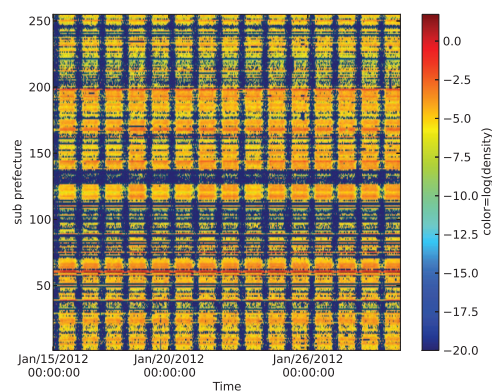 250
200
150
100
50
sub prefecture
Jan/15/2012
00:00:00
Jan/20/2012
00:00:00
Jan/26/2012
00:00:00
Time
0.0
−2.5
−5.0
−7.5
−10.0
−12.5
−15.0
−17.5
−20.0
color=log(density)